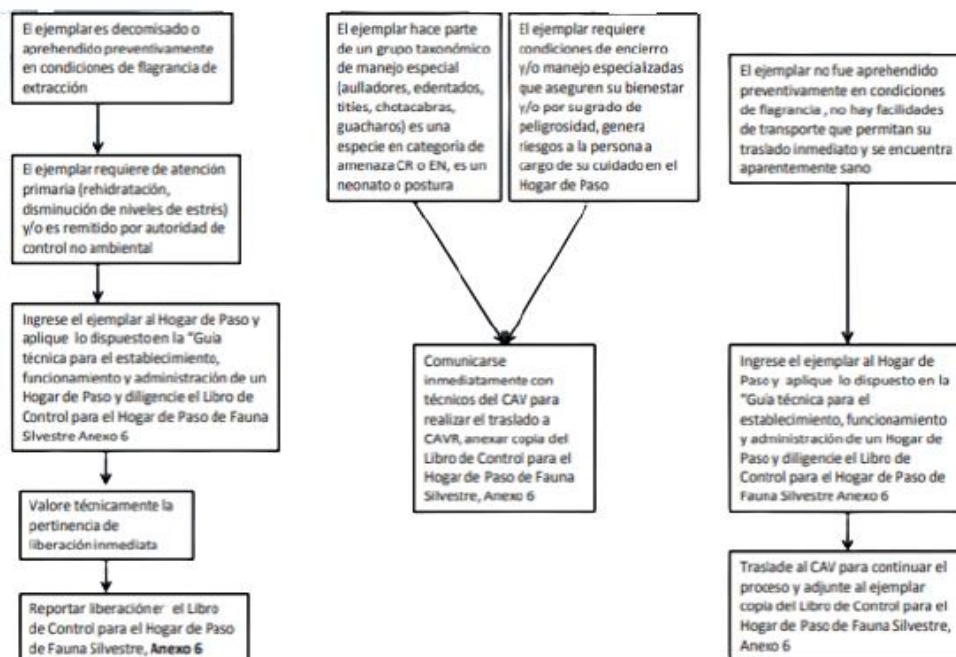 El ejemplar es decomisado o
aprehendido preventivamente
en condiciones de flagrancia de
extracción
El ejemplar requiere de atención
primaria (rehidratación,
disminución de niveles de estrés)
y/o es remitido por autoridad de
control no ambiental
Ingrese el ejemplar al Hogar de Paso y
aplique lo dispuesto en la "Guía
técnica para el establecimiento,
funcionamiento y administración de un
Hogar de Paso y diligencie el Libro de
Control para el Hogar de Paso de Fauna
Silvestre Anexo 6
Valore técnicamente la
pertinencia de
liberación inmediata
Reportar liberación er el Libro
de Control para el Hogar de Paso
de Fauna Silvestre, Anexo 6
El ejemplar hace parte
de un grupo taxonómico
de manejo especial
(aulladores, edentados,
tities, chotacabras,
guacharos) es una
especie en categoría de
amenaza CR o EN, es un
neonato o postura
El ejemplar requiere
condiciones de encierro
y/o manejo especializadas
que aseguren su bienestar
y/o por su grado de
peligrosidad, genera
riesgos a la persona a
cargo de su cuidado en el
Hogar de Paso
Comunicarse
inmediatamente con
técnicos del CAV para
realizar el traslado a
CAVR, anexar copia del
Libro de Control para el
Hogar de Paso de Fauna
Silvestre, Anexo 6
El ejemplar no fue aprehendido
preventivamente en condiciones
de flagrancia , no hay facilidades
de transporte que permitan su
traslado inmediato y se encuentra
aparentemente sano
Ingrese el ejemplar al Hogar de
Paso y aplique lo dispuesto en la
"Guía técnica para el
establecimiento, funcionamiento
y administración de un Hogar de
Paso y diligencie el Libro de
Control para el Hogar de Paso de
Fauna Silvestre Anexo 6
Traslade al CAV para continuar el
proceso y adjunte al ejemplar
copia del Libro de Control para el
Hogar de Paso de Fauna Silvestre,
Anexo 6